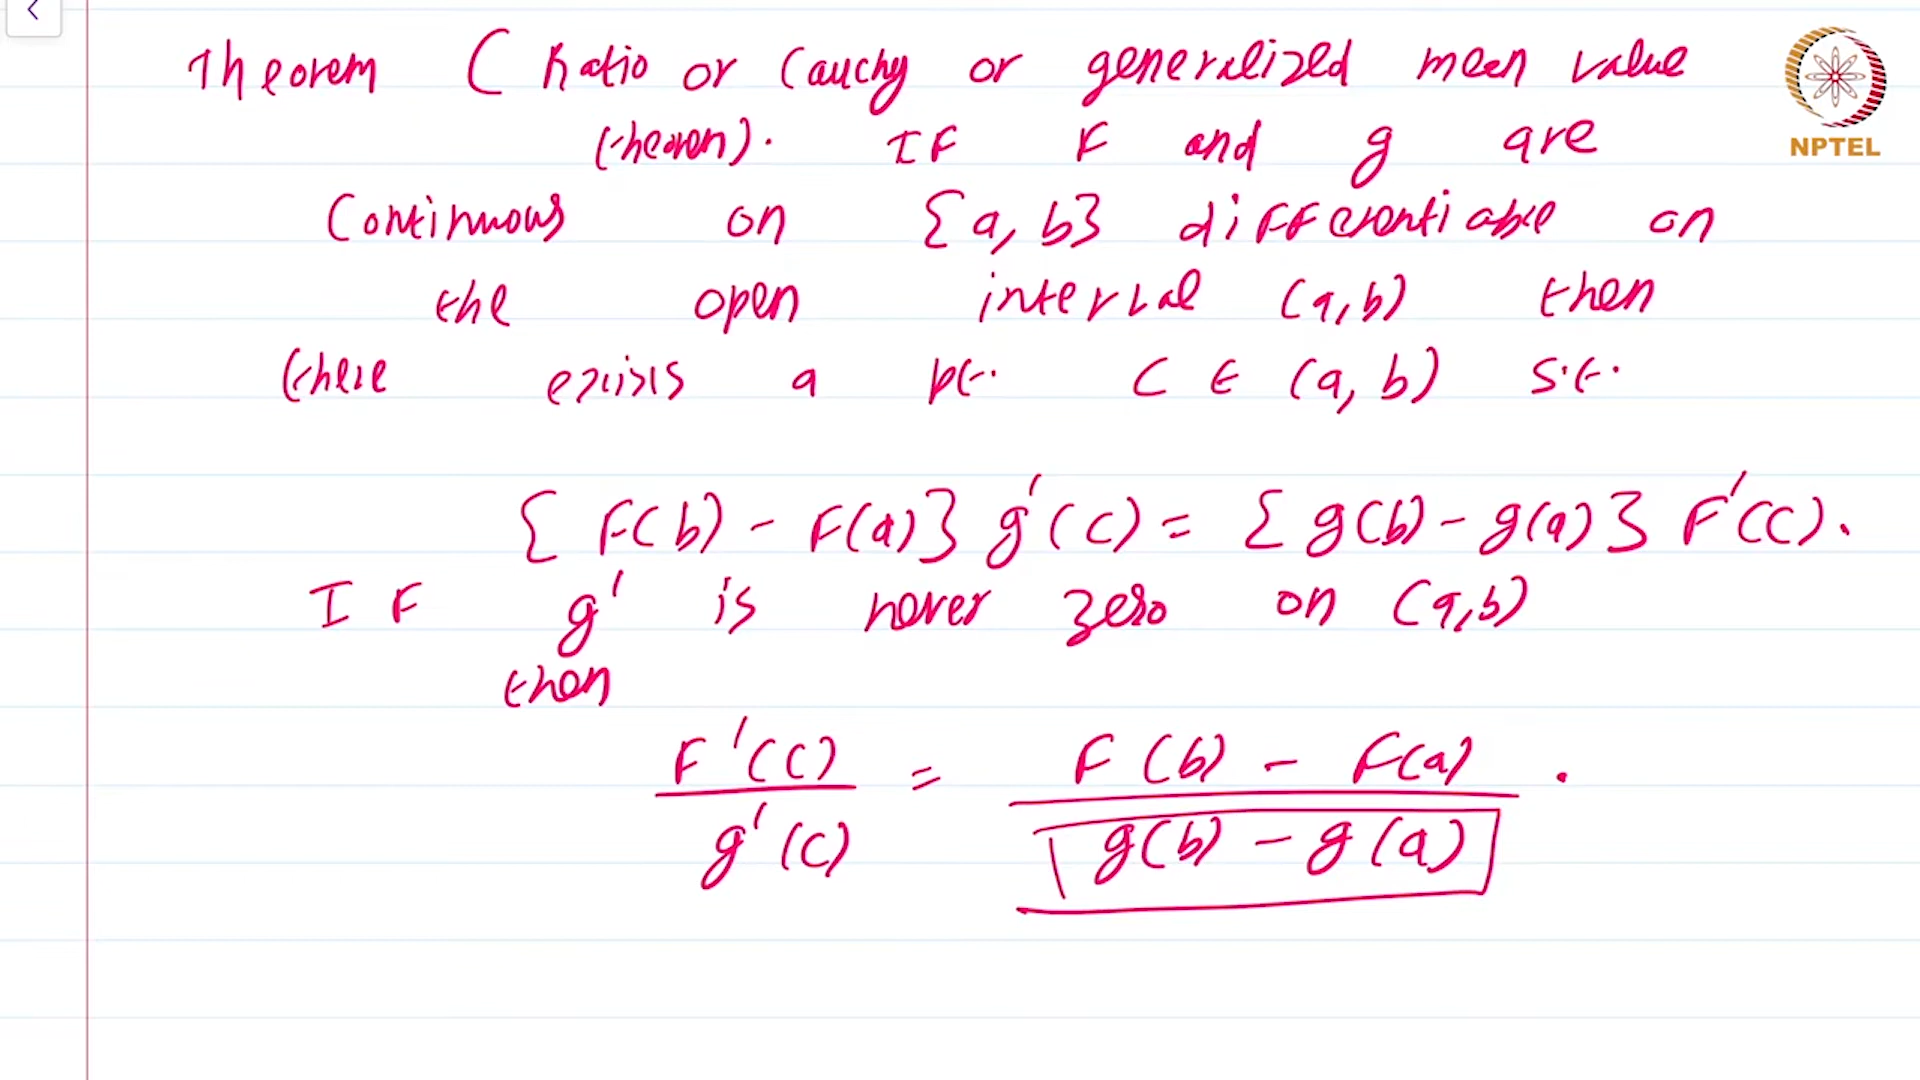 Theorem ( Ratio or Cauchy or generalized mean value
theorem). IF F and g are
Continuous on {a, b} differentiable on
the open interval (a,b) then
there exists a pt. C ∈ (a, b) s.t.
{ F(b) - F(a)} g'(c) = { g(b) - g(a)} F'(c).
IF g' is never zero on (a,b)
then
F'(c) / g'(c) = F(b) - F(a) / g(b) - g(a) .
NPTEL